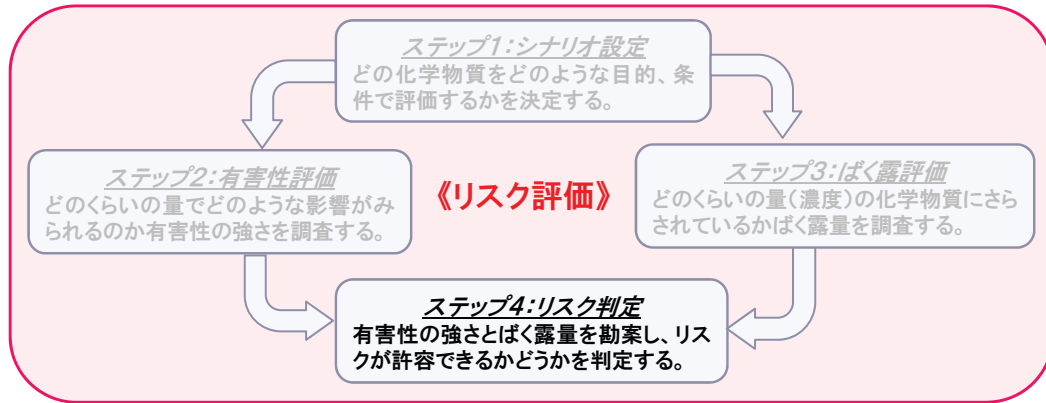 ステップ1：シナリオ設定
どの化学物質をどのような目的、条
件で評価するかを決定する。
ステップ2：有害性評価
どのくらいの量でどのような影響がみ
られるのか有害性の強さを調査する。
《リスク評価》
ステップ3：ばく露評価
どのくらいの量（濃度）の化学物質にさら
されているかばく露量を調査する。
ステップ4：リスク判定
有害性の強さとばく露量を勘案し、リス
クが許容できるかどうかを判定する。